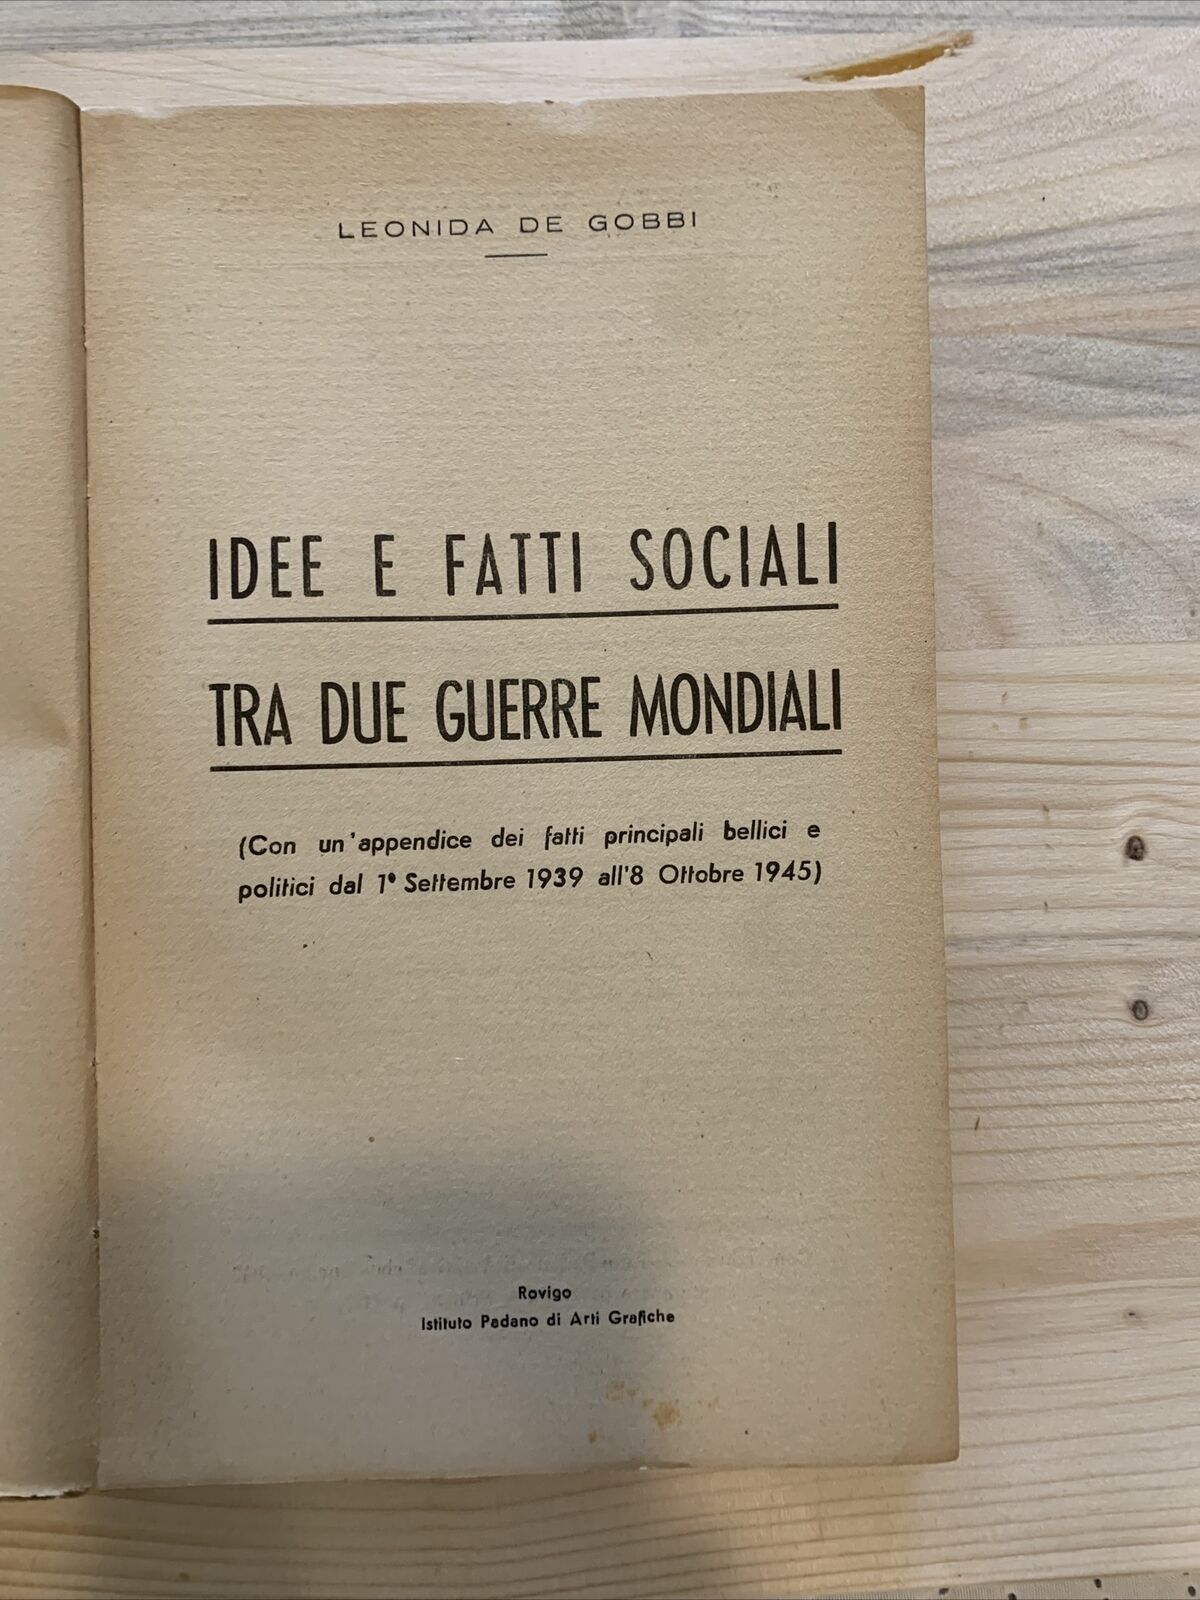 LEONIDA DE GOBBI
IDEE E FATTI SOCIALI
TRA DUE GUERRE MONDIALI
(Con un'appendice dei fatti principali bellici e
politici dal 1° Settembre 1939 all'8 Ottobre 1945)
Rovigo
Istituto Padano di Arti Grafiche